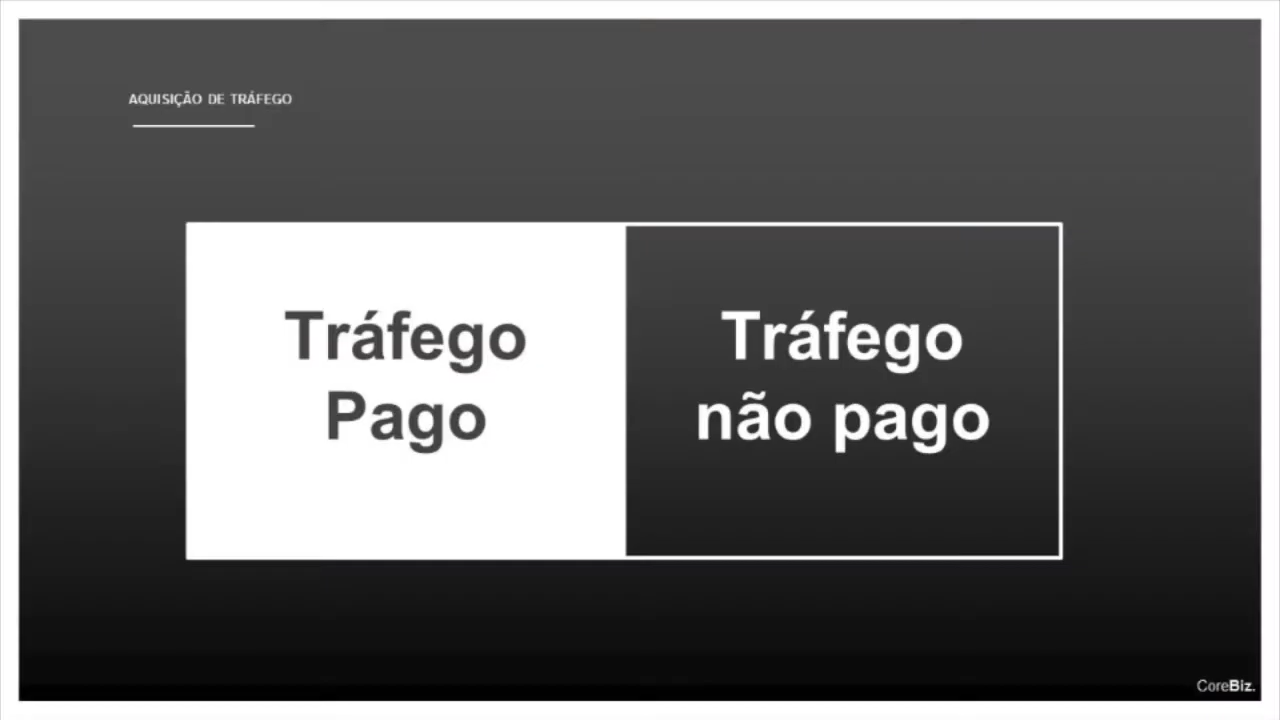 AQUISIÇÃO DE TRÁFEGO
Tráfego
Pago
Tráfego
não pago
CoreBiz.